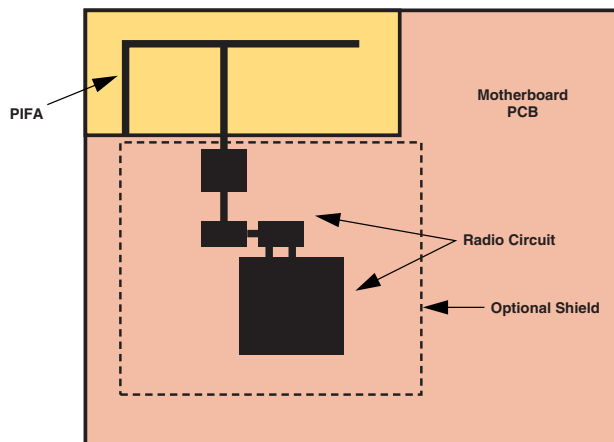 Motherboard
PCB
PIFA
Radio Circuit
Optional Shield